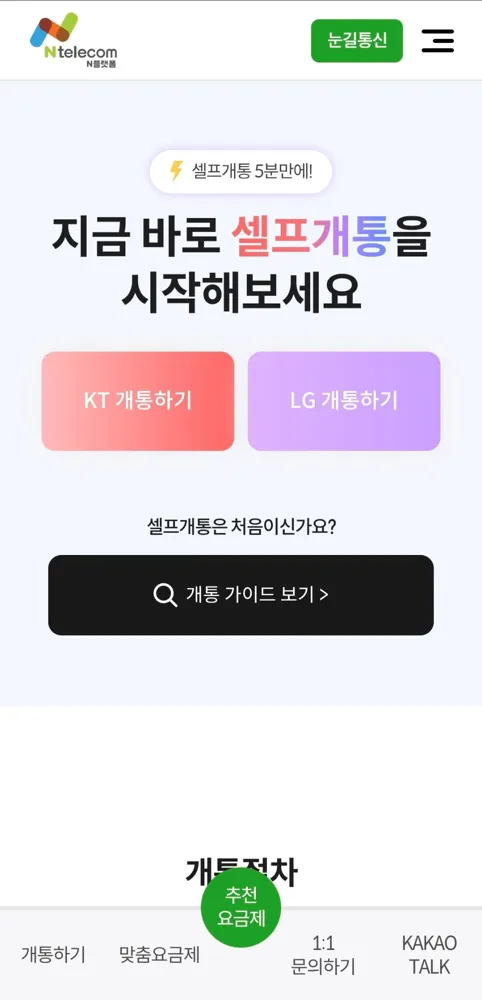 Ntelecom
N플랫폼
눈길통신
셀프개통 5분만에!
지금 바로 셀프개통을
시작해보세요
KT 개통하기
LG 개통하기
셀프개통은 처음이신가요?
개통 가이드 보기 >
개통절차
개통하기
맞춤요금제
추천
요금제
1:1
문의하기
KAKAO
TALK